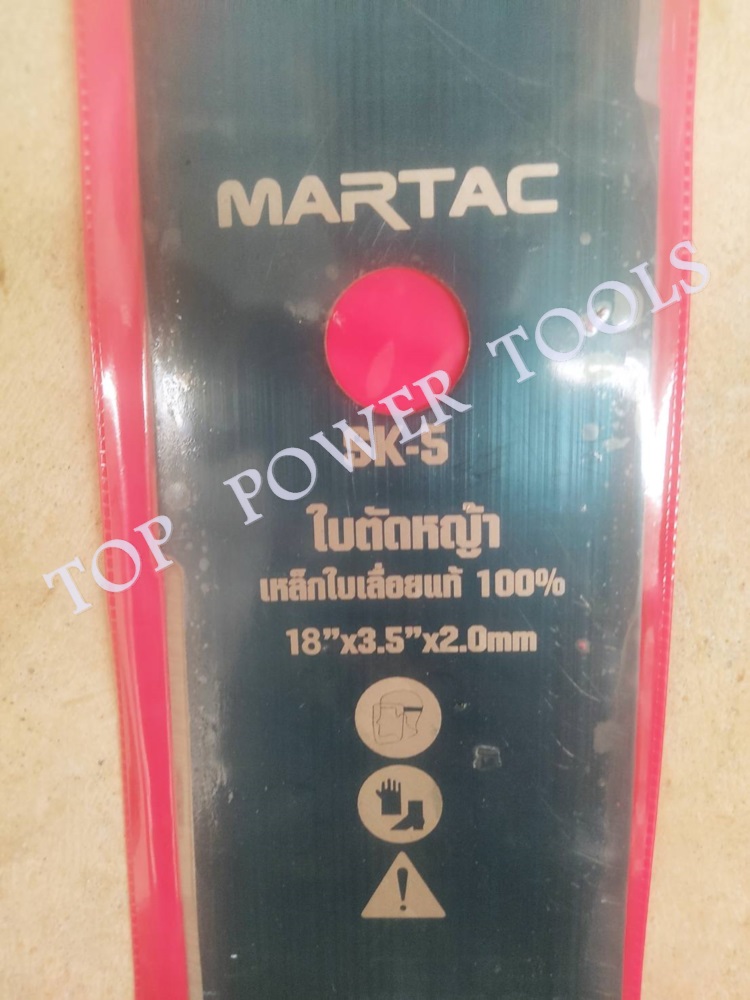 MARTAC
SK-5
ใบตัดหญ้า
เหล็กใบเลื่อยแท้ 100%
18”x3.5”x2.0mm
TOP POWER TOOLS